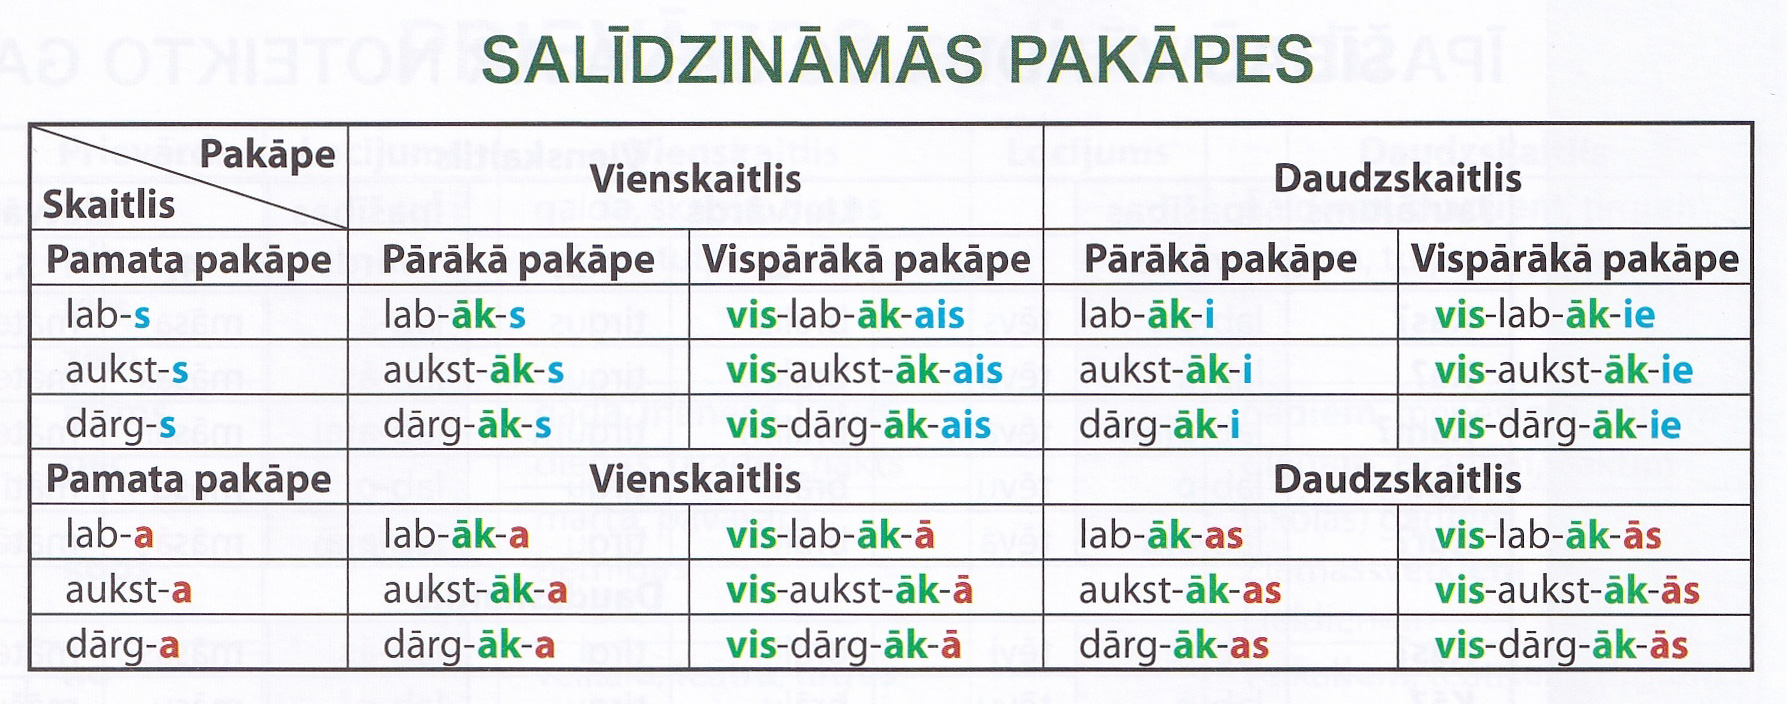 SALĪDZINĀMĀS PAKĀPES
Pakāpe
Skaitlis
Vienskaitlis Daudzskaitlis
Pamata pakāpe Pārākā pakāpe Vispārākā pakāpe Pārākā pakāpe Vispārākā pakāpe
lab-s lab-āk-s vis-lab-āk-ais lab-āk-i vis-lab-āk-ie
aukst-s aukst-āk-s vis-aukst-āk-ais aukst-āk-i vis-aukst-āk-ie
dārg-s dārg-āk-s vis-dārg-āk-ais dārg-āk-i vis-dārg-āk-ie
Pamata pakāpe Vienskaitlis Daudzskaitlis
lab-a lab-āk-a vis-lab-āk-ā lab-āk-as vis-lab-āk-ās
aukst-a aukst-āk-a vis-aukst-āk-ā aukst-āk-as vis-aukst-āk-ās
dārg-a dārg-āk-a vis-dārg-āk-ā dārg-āk-as vis-dārg-āk-ās